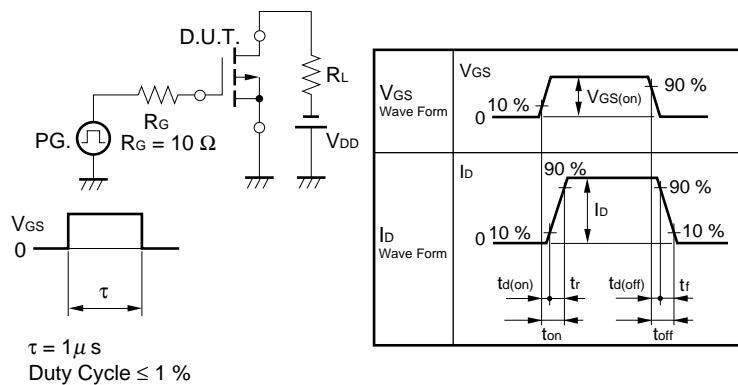 D.U.T.
RL
RG
PG.
RG = 10 Ω
VDD
VGS
0
τ
τ = 1μ s
Duty Cycle ≤ 1 %
VGS
Wave Form
VGS
10 %
0
VGS(on)
90 %
ID
Wave Form
ID
90 %
0
10 %
ID
90 %
10 %
td(on)
tr
td(off)
tf
ton
toff